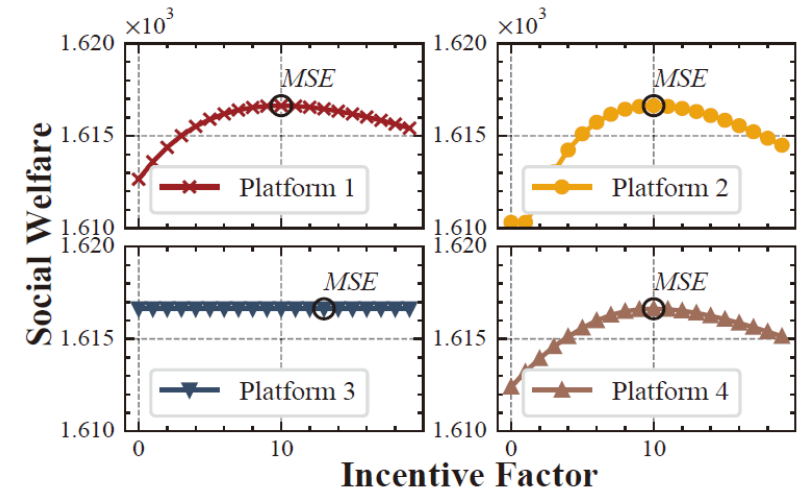 ×10³ ×10³
1.620 1.620
MSE MSE
1.615 1.615
Platform 1 Platform 2
1.610 1.610
Social Welfare
1.620 1.620
MSE MSE
1.615 1.615
Platform 3 Platform 4
1.610 1.610
0 10 0 10
Incentive Factor